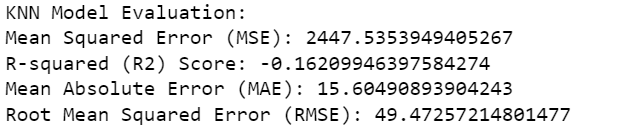 KNN Model Evaluation:
Mean Squared Error (MSE): 2447.5353949405267
R-squared (R2) Score: -0.16209946397584274
Mean Absolute Error (MAE): 15.60490893904243
Root Mean Squared Error (RMSE): 49.47257214801477